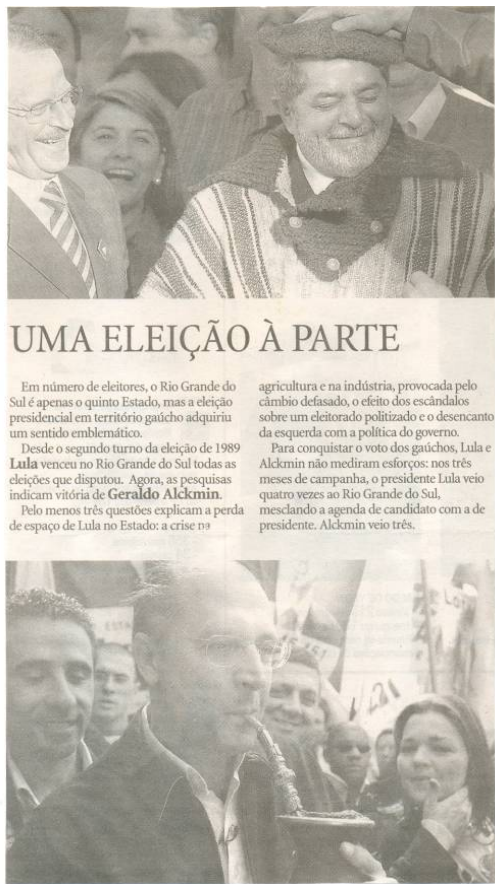 UMA ELEIÇÃO À PARTE
Em número de eleitores, o Rio Grande do
Sul é apenas o quinto Estado, mas a eleição
presidencial em território gaúcho adquiriu
um sentido emblemático.
Desde o segundo turno da eleição de 1989
Lula venceu no Rio Grande do Sul todas as
eleições que disputou. Agora, as pesquisas
indicam vitória de Geraldo Alckmin.
Pelo menos três questões explicam a perda
de espaço de Lula no Estado: a crise na
agricultura e na indústria, provocada pelo
câmbio defasado, o efeito dos escândalos
sobre um eleitorado politizado e o desencanto
da esquerda com a política do governo.
Para conquistar o voto dos gaúchos, Lula e
Alckmin não mediram esforços: nos três
meses de campanha, o presidente Lula veio
quatro vezes ao Rio Grande do Sul,
mesclando a agenda de candidato com a de
presidente. Alckmin veio três.